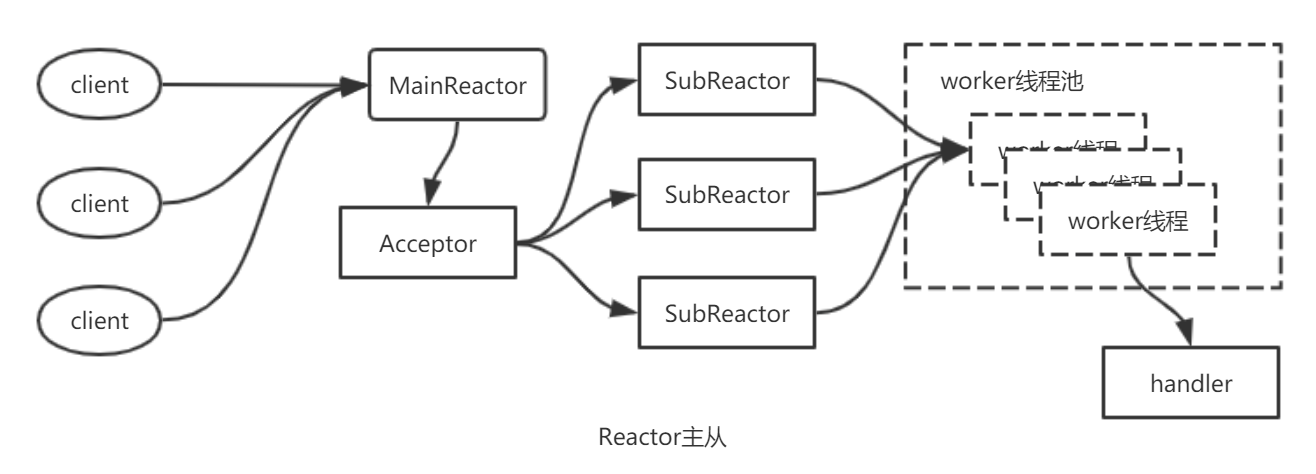 client
client
client
MainReactor
Acceptor
SubReactor
SubReactor
SubReactor
worker线程池
worker线程
worker线程
worker线程
handler
Reactor主从